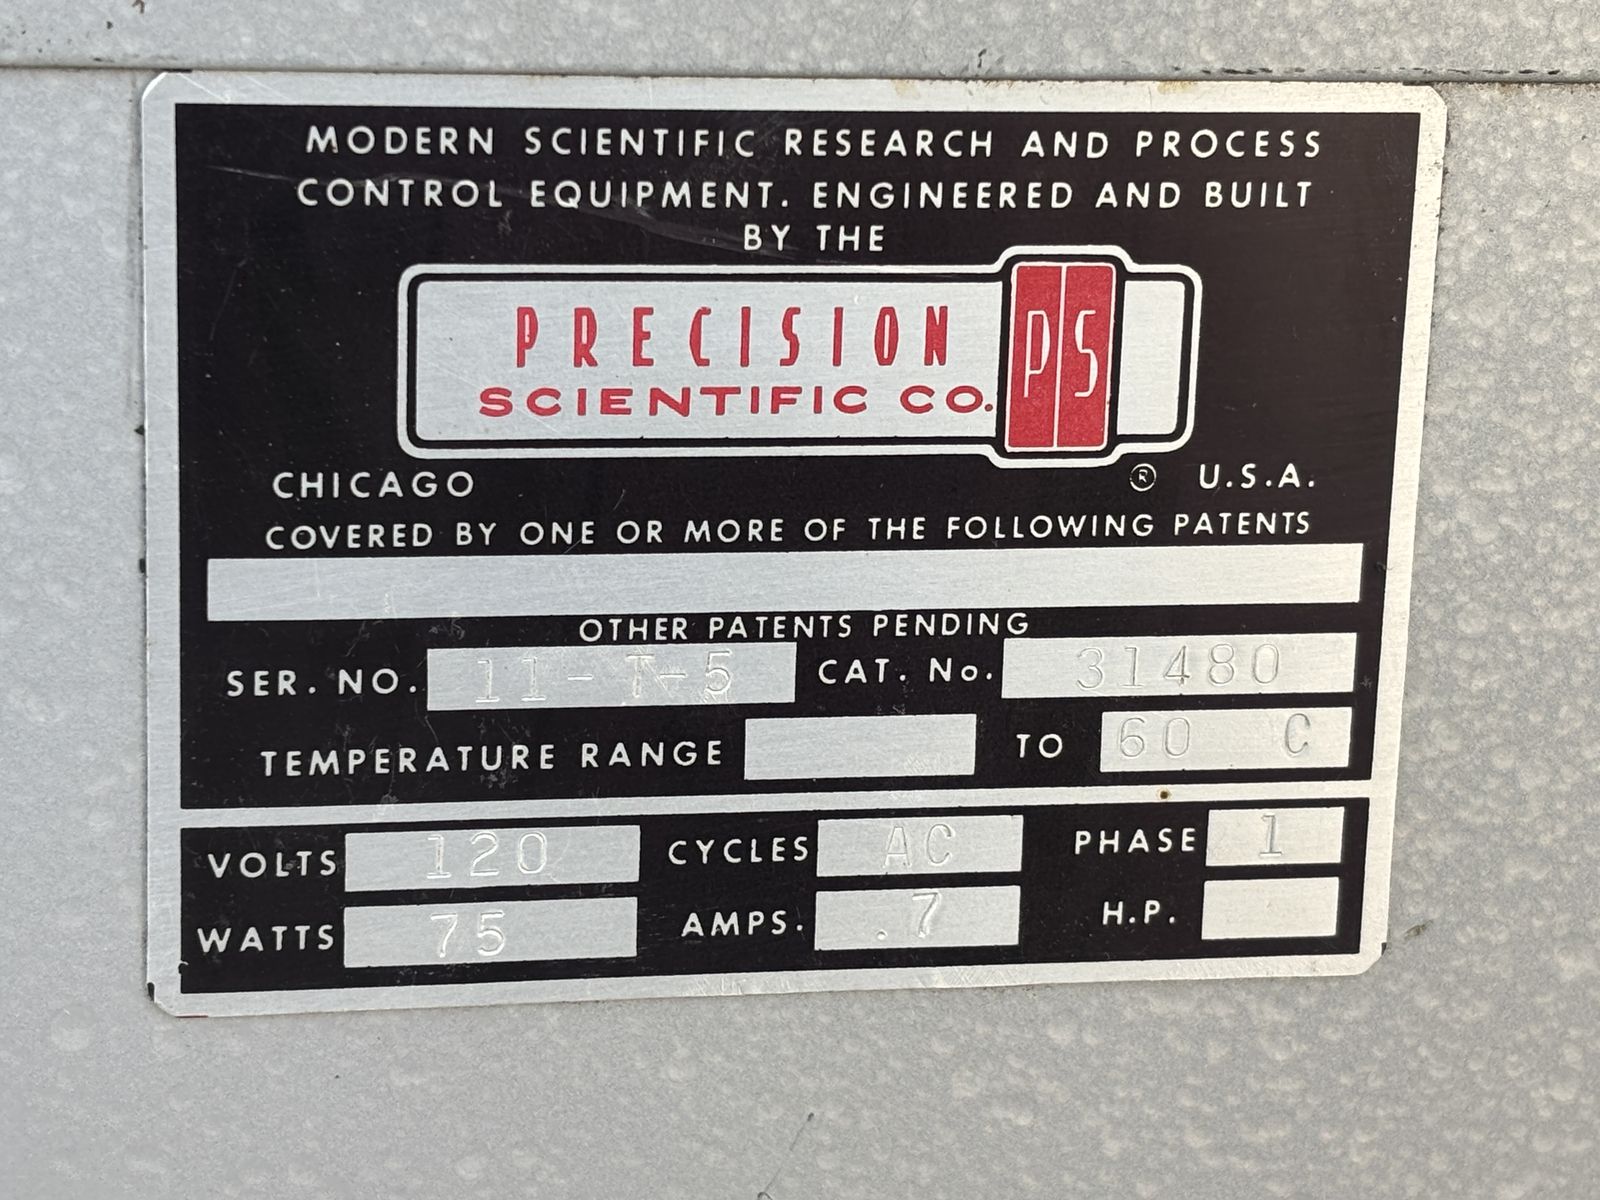 MODERN SCIENTIFIC RESEARCH AND PROCESS
CONTROL EQUIPMENT. ENGINEERED AND BUILT
BY THE
PRECISION
SCIENTIFIC CO.
PS
CHICAGO ® U.S.A.
COVERED BY ONE OR MORE OF THE FOLLOWING PATENTS
OTHER PATENTS PENDING
SER. NO. 11-T-5 CAT. No. 31480
TEMPERATURE RANGE TO 60 C
VOLTS 120 CYCLES AC PHASE 1
WATTS 75 AMPS. .7 H.P.